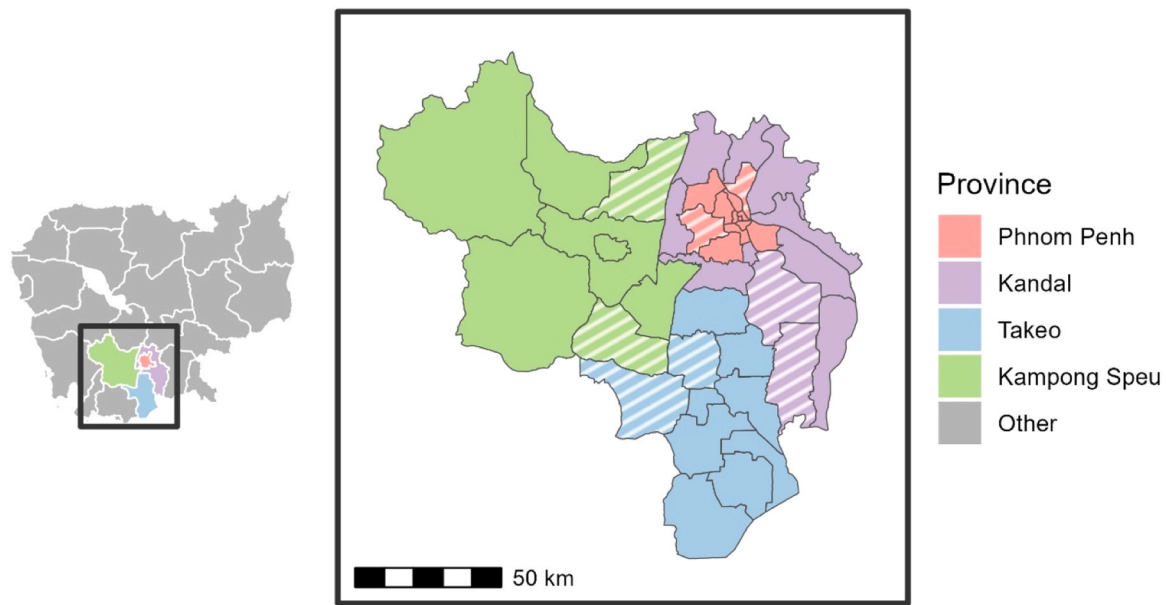 Province
Phnom Penh
Kandal
Takeo
Kampong Speu
Other
50 km